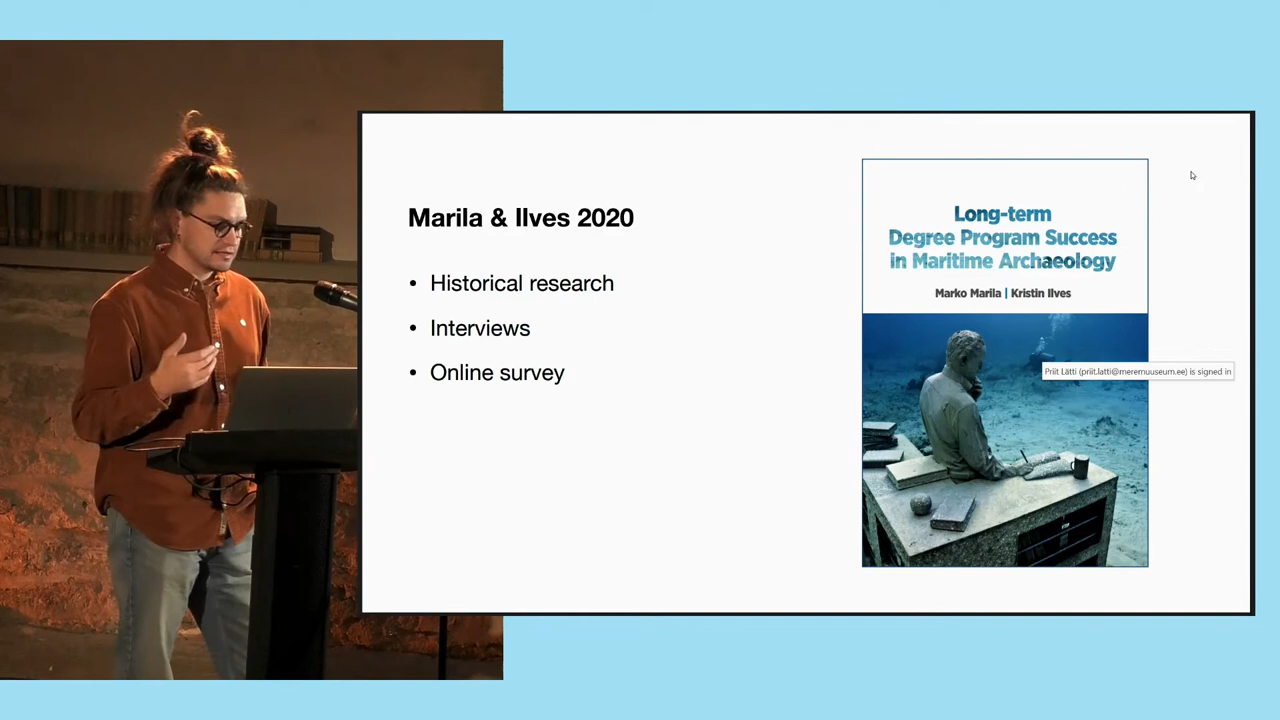 Marila & Ilves 2020
• Historical research
• Interviews
• Online survey
Long-term
Degree Program Success
in Maritime Archaeology
Marko Marila | Kristin Ilves
Priit Lätti (priit.latti@meremuuseum.ee) is signed in